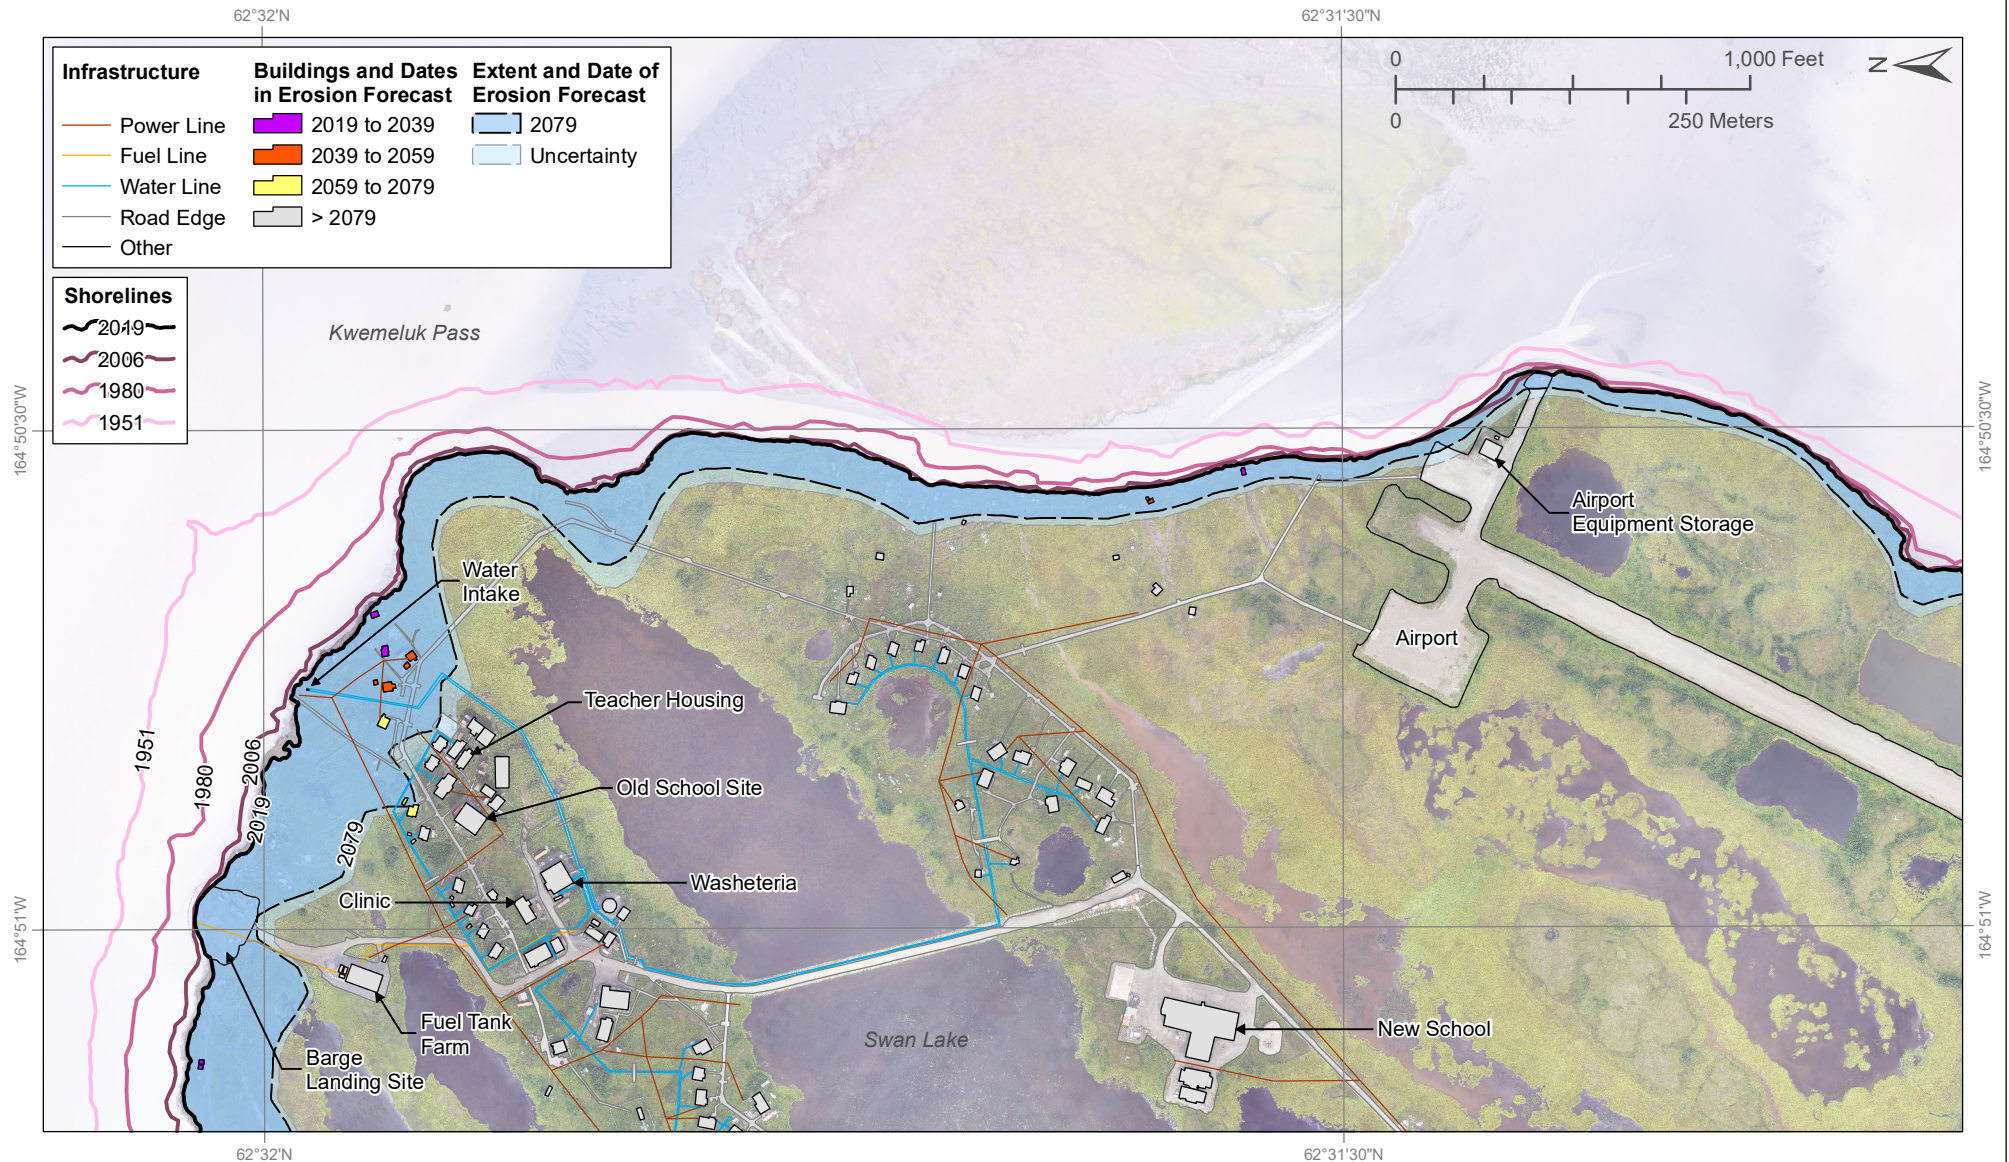 62°32'N
62°31'30"N
Infrastructure
Power Line
Fuel Line
Water Line
Road Edge
Other
Buildings and Dates
in Erosion Forecast
2019 to 2039
2039 to 2059
2059 to 2079
> 2079
Extent and Date of
Erosion Forecast
2079
Uncertainty
0
1,000 Feet
0
250 Meters
N
Shorelines
2019
2006
1980
1951
Kwemeluk Pass
164°50'30"W
164°50'30"W
Airport
Equipment Storage
Water
Intake
Airport
Teacher Housing
Old School Site
1951
1980
2006
2019
2079
Washeteria
Clinic
164°51'W
164°51'W
Fuel Tank
Farm
Barge
Landing Site
Swan Lake
New School
62°32'N
62°31'30"N